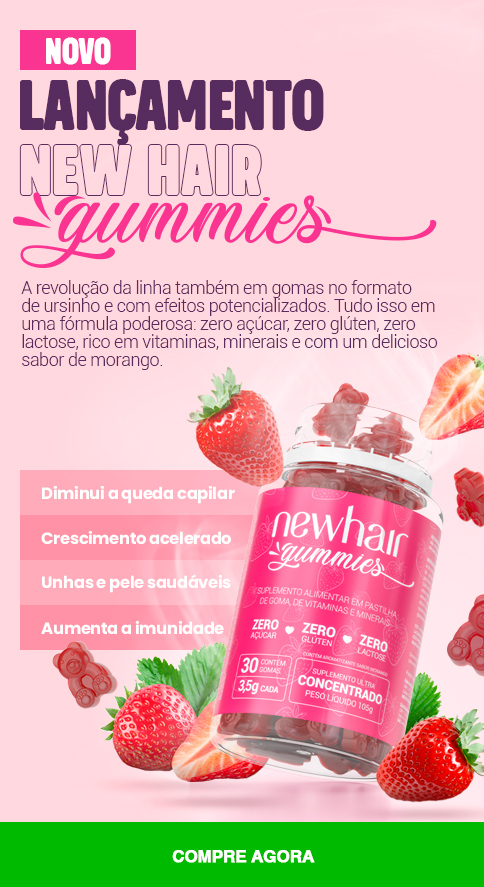 NOVO
LANÇAMENTO
NEW HAIR
gummies
A revolução da linha também em gomas no formato
de ursinho e com efeitos potencializados. Tudo isso em
uma fórmula poderosa: zero açúcar, zero glúten, zero
lactose, rico em vitaminas, minerais e com um delicioso
sabor de morango.
Diminui a queda capilar
Crescimento acelerado
Unhas e pele saudáveis
Aumenta a imunidade
newhair
gummies
SUPLEMENTO ALIMENTAR EM PASTILHA
DE GOMA, DE VITAMINAS E MINERAIS
ZERO AÇÚCAR
ZERO GLÚTEN
ZERO LACTOSE
CONTÉM AROMATIZANTE SABOR MORANGO
30 CONTÉM GOMAS
3,5g CADA
SUPLEMENTO ULTRA
CONCENTRADO
PESO LÍQUIDO 105g
COMPRE AGORA